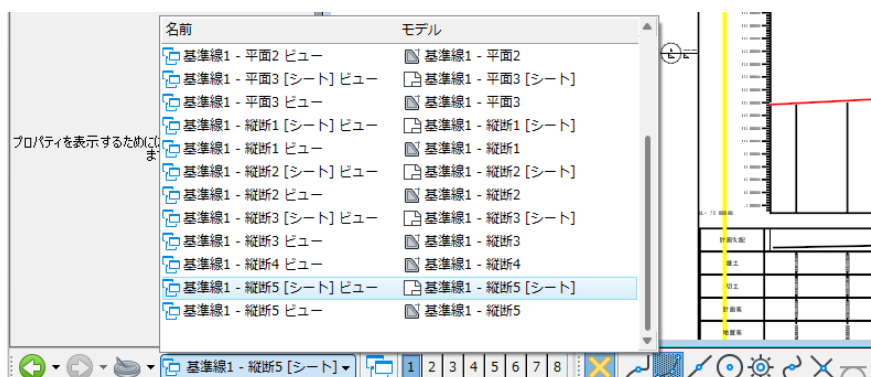 名前 モデル
基準線1 - 平面2 ビュー 基準線1 - 平面2
基準線1 - 平面3 [シート] ビュー 基準線1 - 平面3 [シート]
基準線1 - 平面3 ビュー 基準線1 - 平面3
基準線1 - 縦断1 [シート] ビュー 基準線1 - 縦断1 [シート]
基準線1 - 縦断1 ビュー 基準線1 - 縦断1
基準線1 - 縦断2 [シート] ビュー 基準線1 - 縦断2 [シート]
基準線1 - 縦断2 ビュー 基準線1 - 縦断2
基準線1 - 縦断3 [シート] ビュー 基準線1 - 縦断3 [シート]
基準線1 - 縦断3 ビュー 基準線1 - 縦断3
基準線1 - 縦断4 ビュー 基準線1 - 縦断4
基準線1 - 縦断5 [シート] ビュー 基準線1 - 縦断5 [シート]
基準線1 - 縦断5 ビュー 基準線1 - 縦断5
プロパティを表示するために
ま
盛土
切土
計画高
地盤高
基準線1 - 縦断5 [シート] 1 2 3 4 5 6 7 8